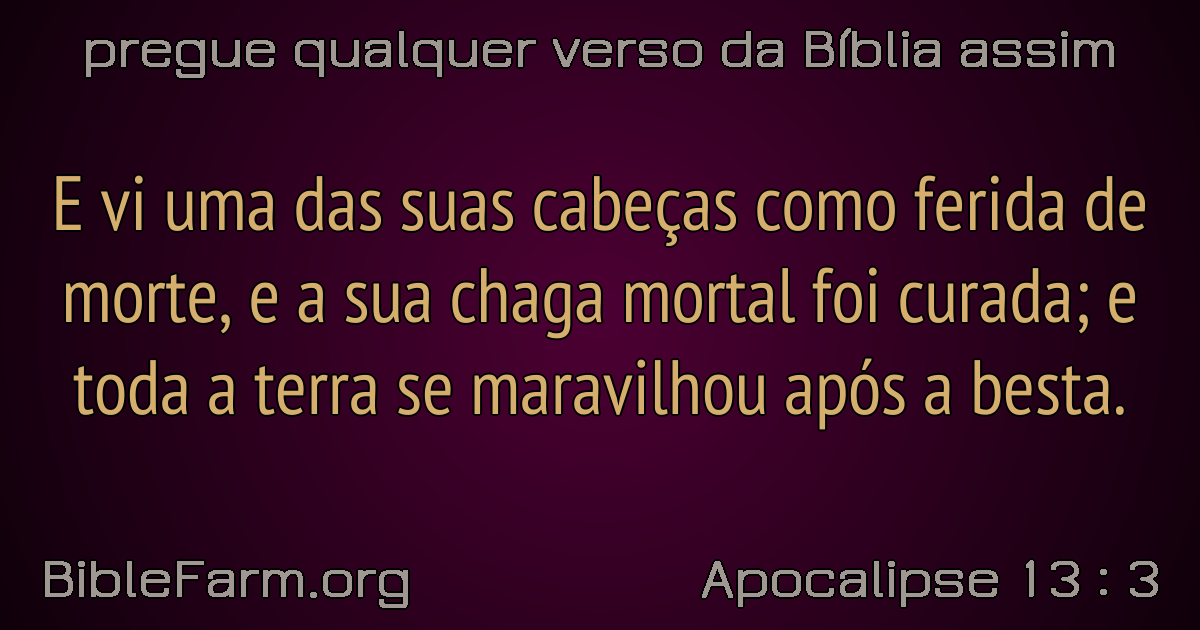 pregue qualquer verso da Bíblia assim
E vi uma das suas cabeças como ferida de
morte, e a sua chaga mortal foi curada; e
toda a terra se maravilhou após a besta.
BibleFarm.org
Apocalipse 13 : 3